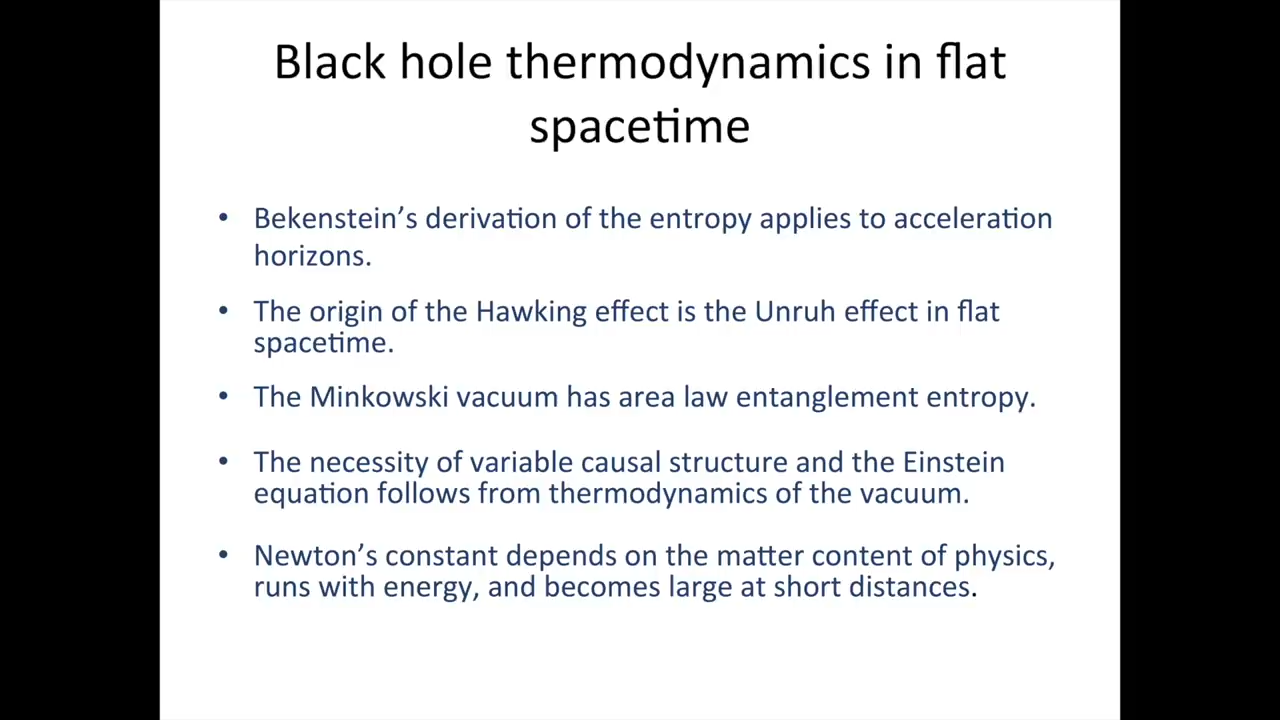 Black hole thermodynamics in flat
spacetime
• Bekenstein’s derivation of the entropy applies to acceleration
horizons.
• The origin of the Hawking effect is the Unruh effect in flat
spacetime.
• The Minkowski vacuum has area law entanglement entropy.
• The necessity of variable causal structure and the Einstein
equation follows from thermodynamics of the vacuum.
• Newton’s constant depends on the matter content of physics,
runs with energy, and becomes large at short distances.